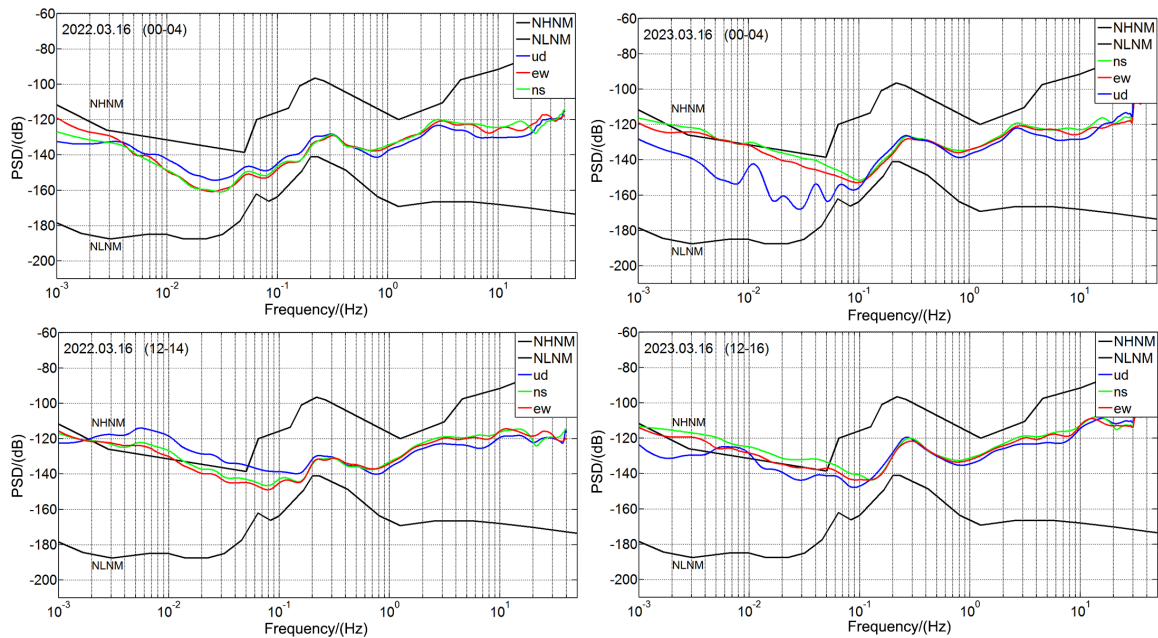 2022.03.16 (00-04)
NHNM
NLNM
ud
ew
ns
NHNM
NLNM
-60
-80
-100
-120
-140
-160
-180
-200
PSD/(dB)
10-3
10-2
10-1
100
101
Frequency/(Hz)
2023.03.16 (00-04)
NHNM
NLNM
ns
ew
ud
NHNM
NLNM
-60
-80
-100
-120
-140
-160
-180
-200
PSD/(dB)
10-3
10-2
10-1
100
101
Frequency/(Hz)
2022.03.16 (12-14)
NHNM
NLNM
ud
ns
ew
NHNM
NLNM
-60
-80
-100
-120
-140
-160
-180
-200
PSD/(dB)
10-3
10-2
10-1
100
101
Frequency/(Hz)
2023.03.16 (12-16)
NHNM
NLNM
ud
ns
ew
NHNM
NLNM
-60
-80
-100
-120
-140
-160
-180
-200
PSD/(dB)
10-3
10-2
10-1
100
101
Frequency/(Hz)